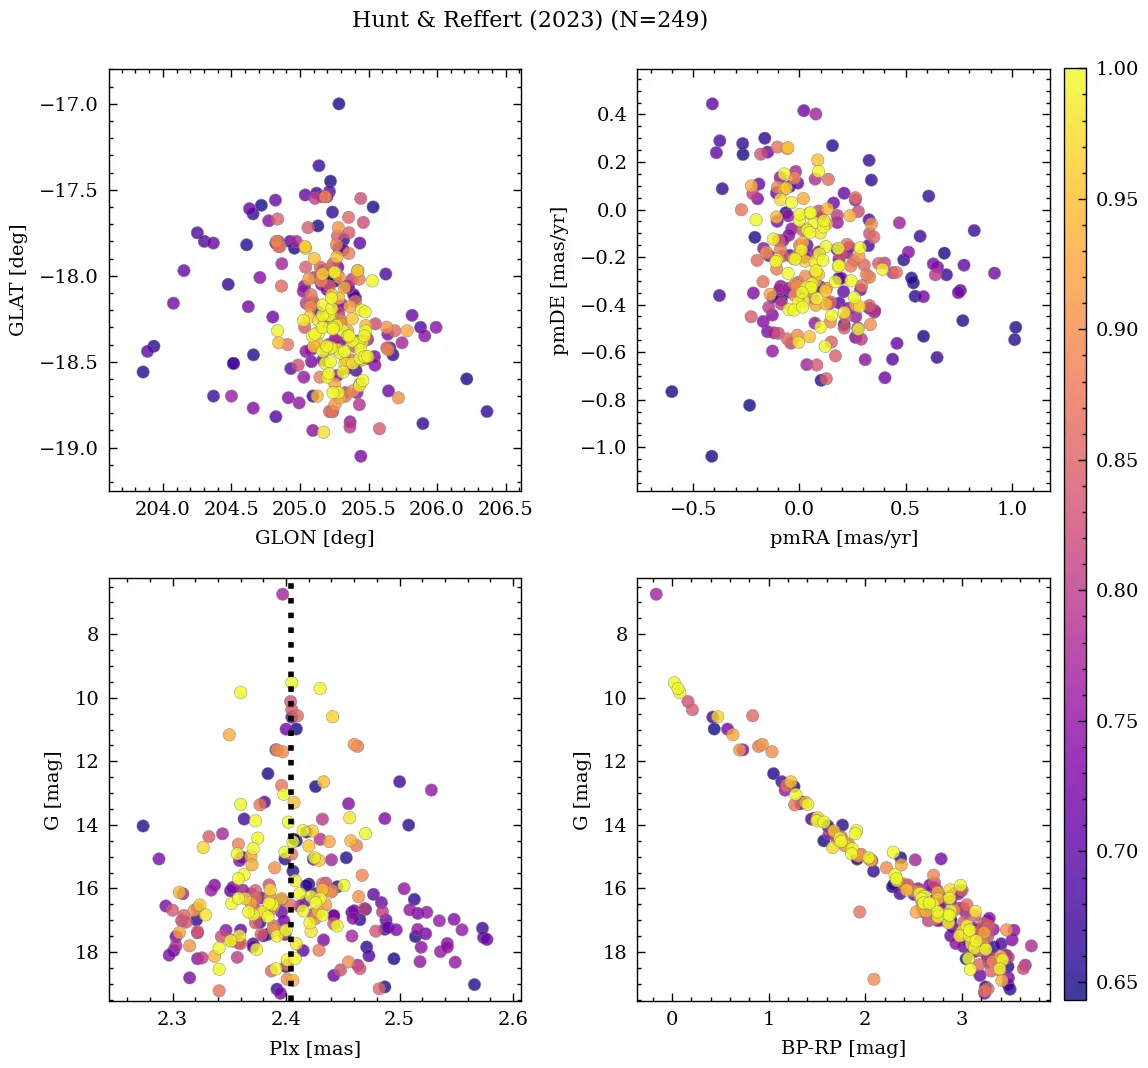 Hunt & Reffert (2023) (N=249)
−17.0
−17.5
−18.0
−18.5
−19.0
GLAT [deg]
204.0 204.5 205.0 205.5 206.0 206.5
GLON [deg]
0.4
0.2
0.0
−0.2
−0.4
−0.6
−0.8
−1.0
pmDE [mas/yr]
−0.5 0.0 0.5 1.0
pmRA [mas/yr]
8
10
12
14
16
18
G [mag]
2.3 2.4 2.5 2.6
Plx [mas]
8
10
12
14
16
18
G [mag]
0 1 2 3
BP-RP [mag]
1.00
0.95
0.90
0.85
0.80
0.75
0.70
0.65